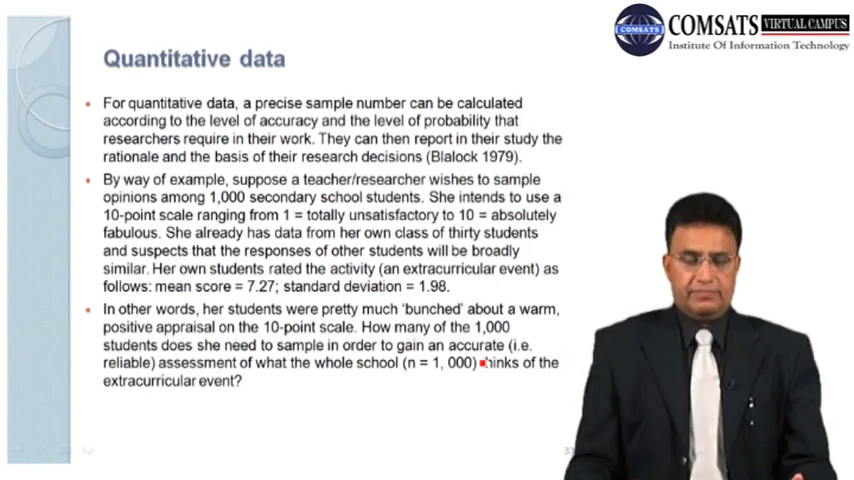 COMSATS VIRTUAL CAMPUS
COMSATS
Institute Of Information Technology
Quantitative data
For quantitative data, a precise sample number can be calculated
according to the level of accuracy and the level of probability that
researchers require in their work. They can then report in their study the
rationale and the basis of their research decisions (Blalock 1979).
By way of example, suppose a teacher/researcher wishes to sample
opinions among 1,000 secondary school students. She intends to use a
10-point scale ranging from 1 = totally unsatisfactory to 10 = absolutely
fabulous. She already has data from her own class of thirty students
and suspects that the responses of other students will be broadly
similar. Her own students rated the activity (an extracurricular event) as
follows: mean score = 7.27; standard deviation = 1.98.
In other words, her students were pretty much 'bunched' about a warm,
positive appraisal on the 10-point scale. How many of the 1,000
students does she need to sample in order to gain an accurate (i.e.
reliable) assessment of what the whole school (n = 1, 000) thinks of the
extracurricular event?